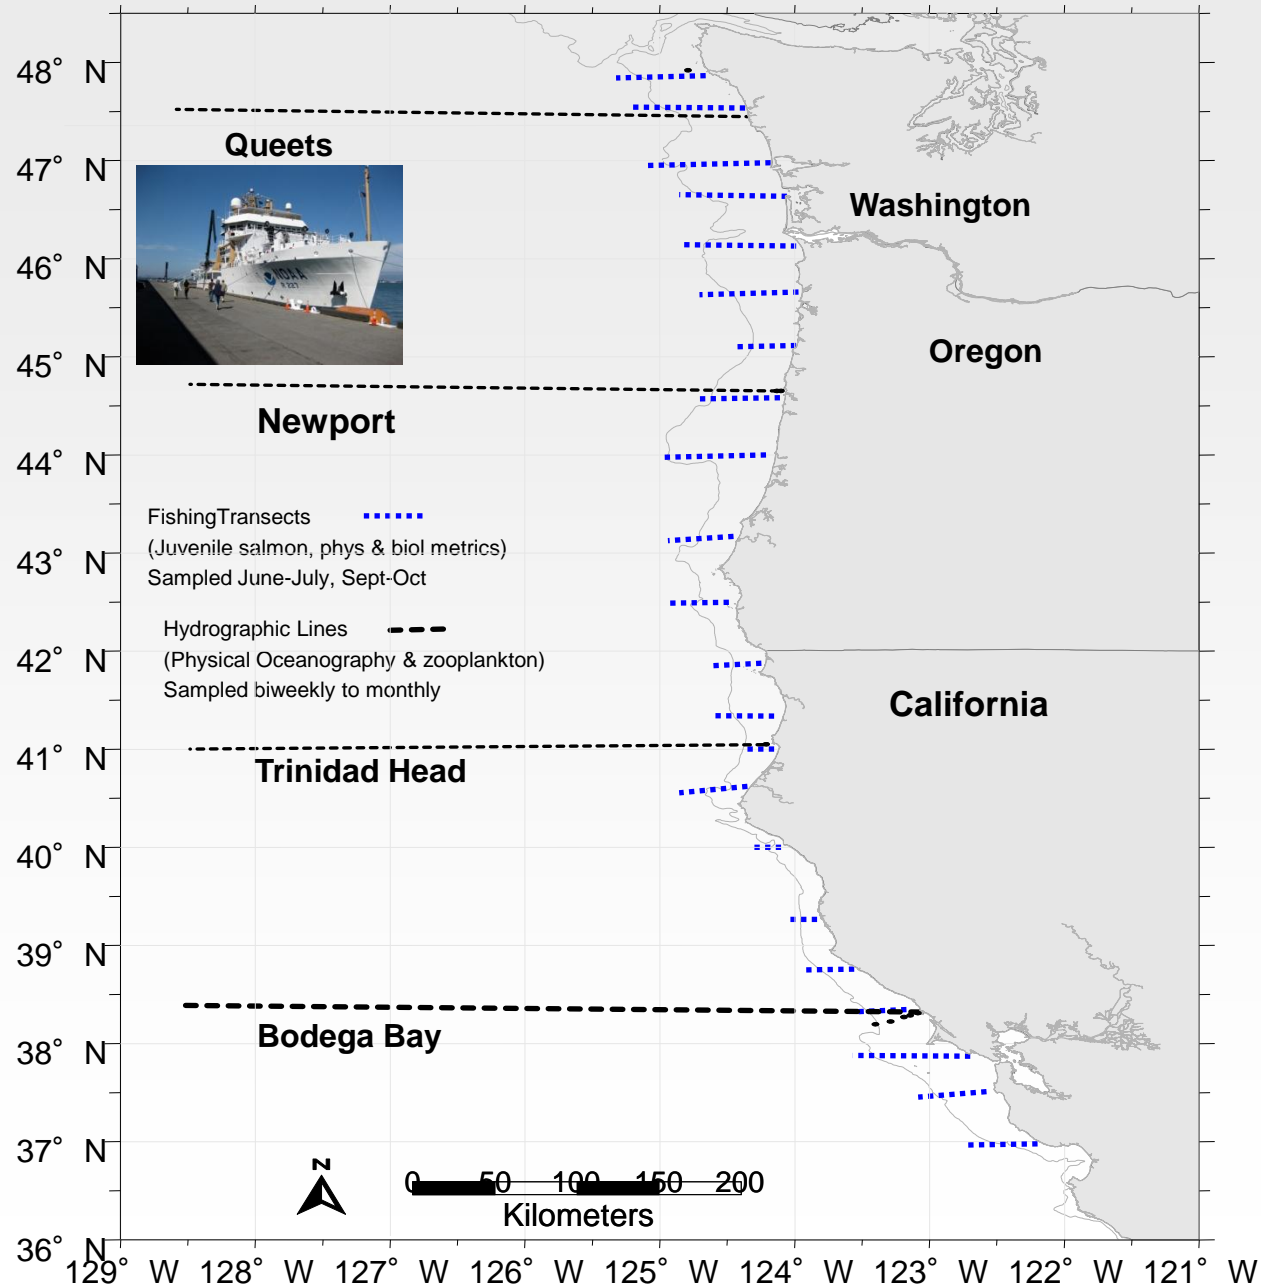 48° N
Queets
47° N
Washington
NOAA
R 227
46° N
Oregon
45° N
Newport
44° N
FishingTransects
(Juvenile salmon, phys & biol metrics)
43° N
Sampled June-July, Sept-Oct
Hydrographic Lines
42° N
(Physical Oceanography & zooplankton)
Sampled biweekly to monthly
California
41° N
Trinidad Head
40° N
39° N
Bodega Bay
38° N
37° N
N
0 50 100 150 200
Kilometers
36° N
129° W 128° W 127° W 126° W 125° W 124° W 123° W 122° W 121° W